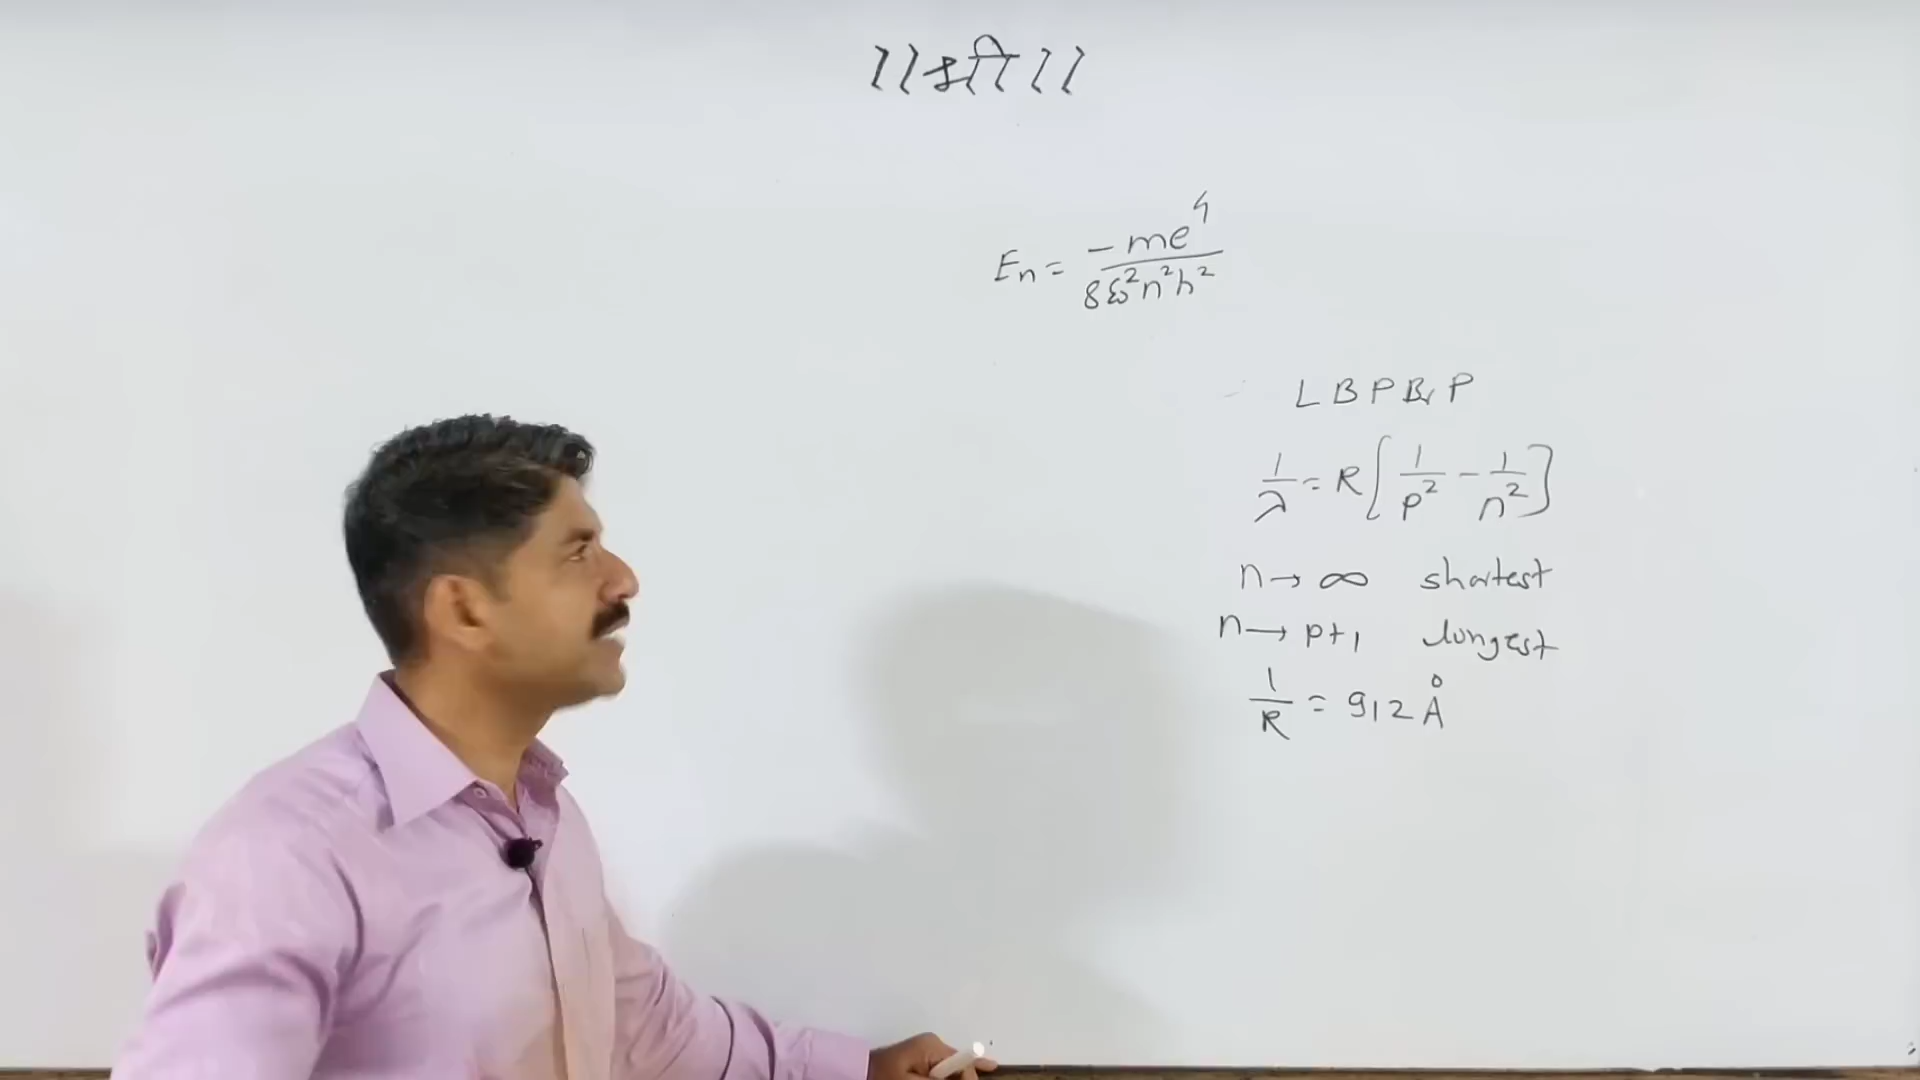 ।। श्री ।।
En = -me⁴ / 8ε₀²n²h²
L B P Br P
1/λ = R[1/p² - 1/n²]
n → ∞ shortest
n → p+1 longest
1/R = 912 Å